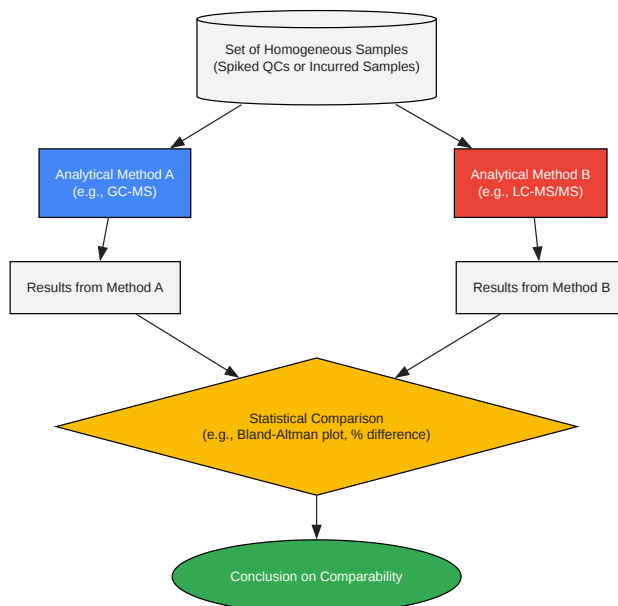 Set of Homogeneous Samples
(Spiked QCs or Incurred Samples)
Analytical Method A
(e.g., GC-MS)
Analytical Method B
(e.g., LC-MS/MS)
Results from Method A
Results from Method B
Statistical Comparison
(e.g., Bland-Altman plot, % difference)
Conclusion on Comparability